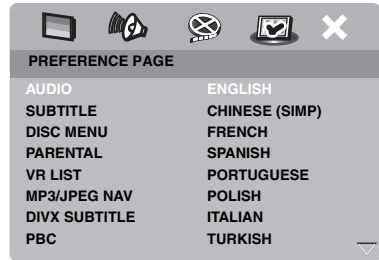 PREFERENCE PAGE
AUDIO ENGLISH
SUBTITLE CHINESE (SIMP)
DISC MENU FRENCH
PARENTAL SPANISH
VR LIST PORTUGUESE
MP3/JPEG NAV POLISH
DIVX SUBTITLE ITALIAN
PBC TURKISH